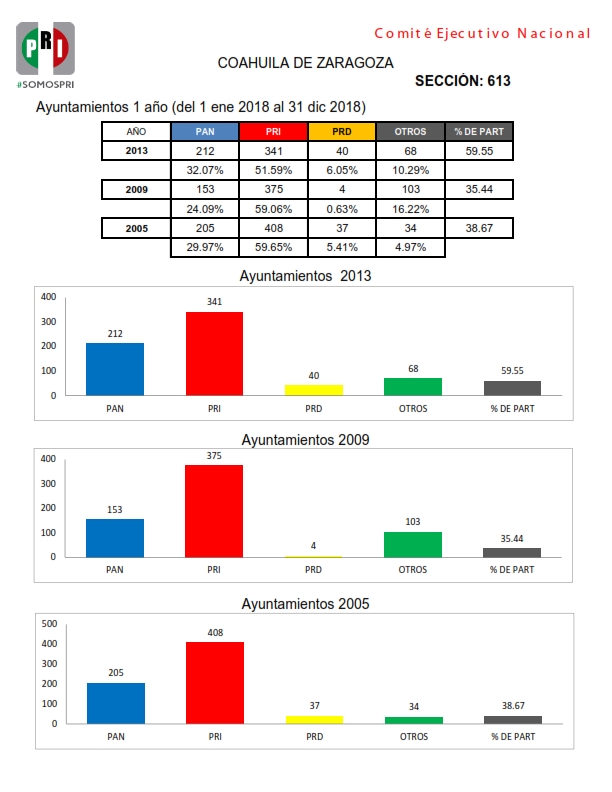 Comité Ejecutivo Nacional
PRI
#SOMOSPRI
COAHUILA DE ZARAGOZA
SECCIÓN: 613
Ayuntamientos 1 año (del 1 ene 2018 al 31 dic 2018)
AÑO PAN PRI PRD OTROS % DE PART
2013 212 341 40 68 59.55
32.07% 51.59% 6.05% 10.29%
2009 153 375 4 103 35.44
24.09% 59.06% 0.63% 16.22%
2005 205 408 37 34 38.67
29.97% 59.65% 5.41% 4.97%
Ayuntamientos 2013
400
300
200
100
0
212 341 40 68 59.55
PAN PRI PRD OTROS % DE PART
Ayuntamientos 2009
400
300
200
100
0
153 375 4 103 35.44
PAN PRI PRD OTROS % DE PART
Ayuntamientos 2005
500
400
300
200
100
0
205 408 37 34 38.67
PAN PRI PRD OTROS % DE PART